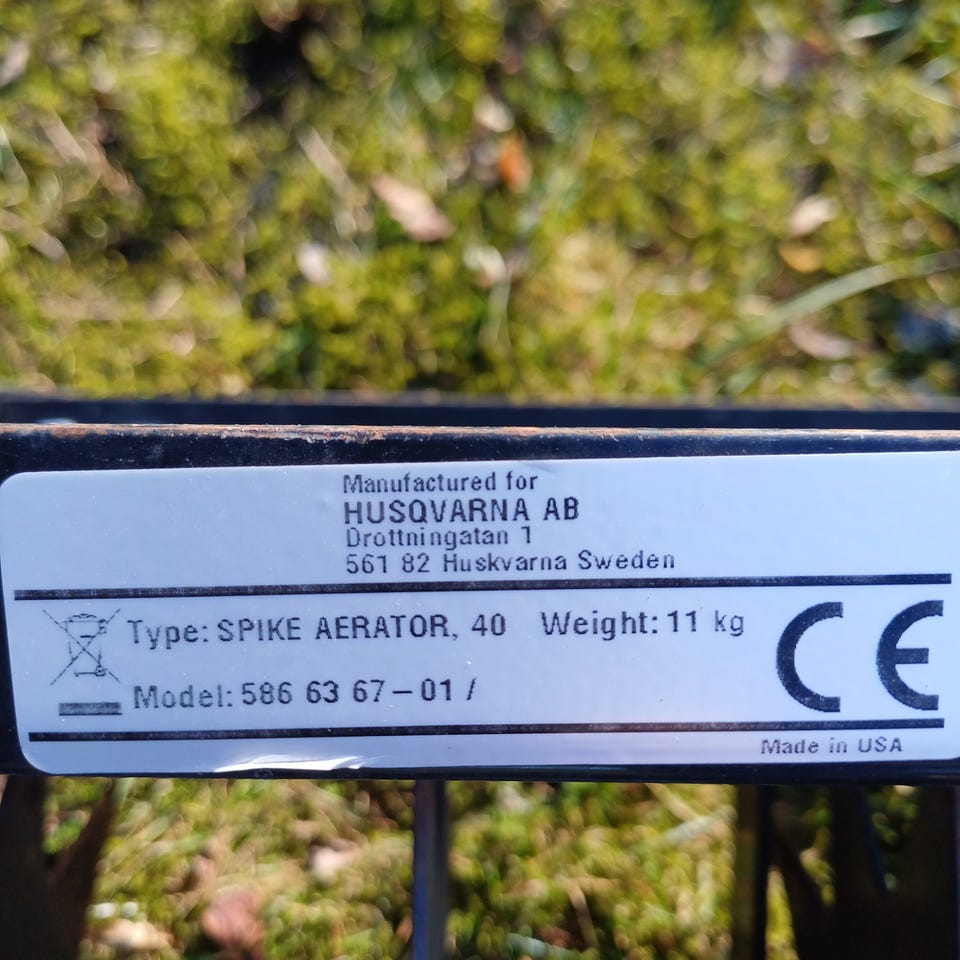 Manufactured for
HUSQVARNA AB
Drottningatan 1
561 82 Huskvarna Sweden
Type: SPIKE AERATOR, 40 Weight: 11 kg
Model: 586 63 67-01 /
CE
Made in USA